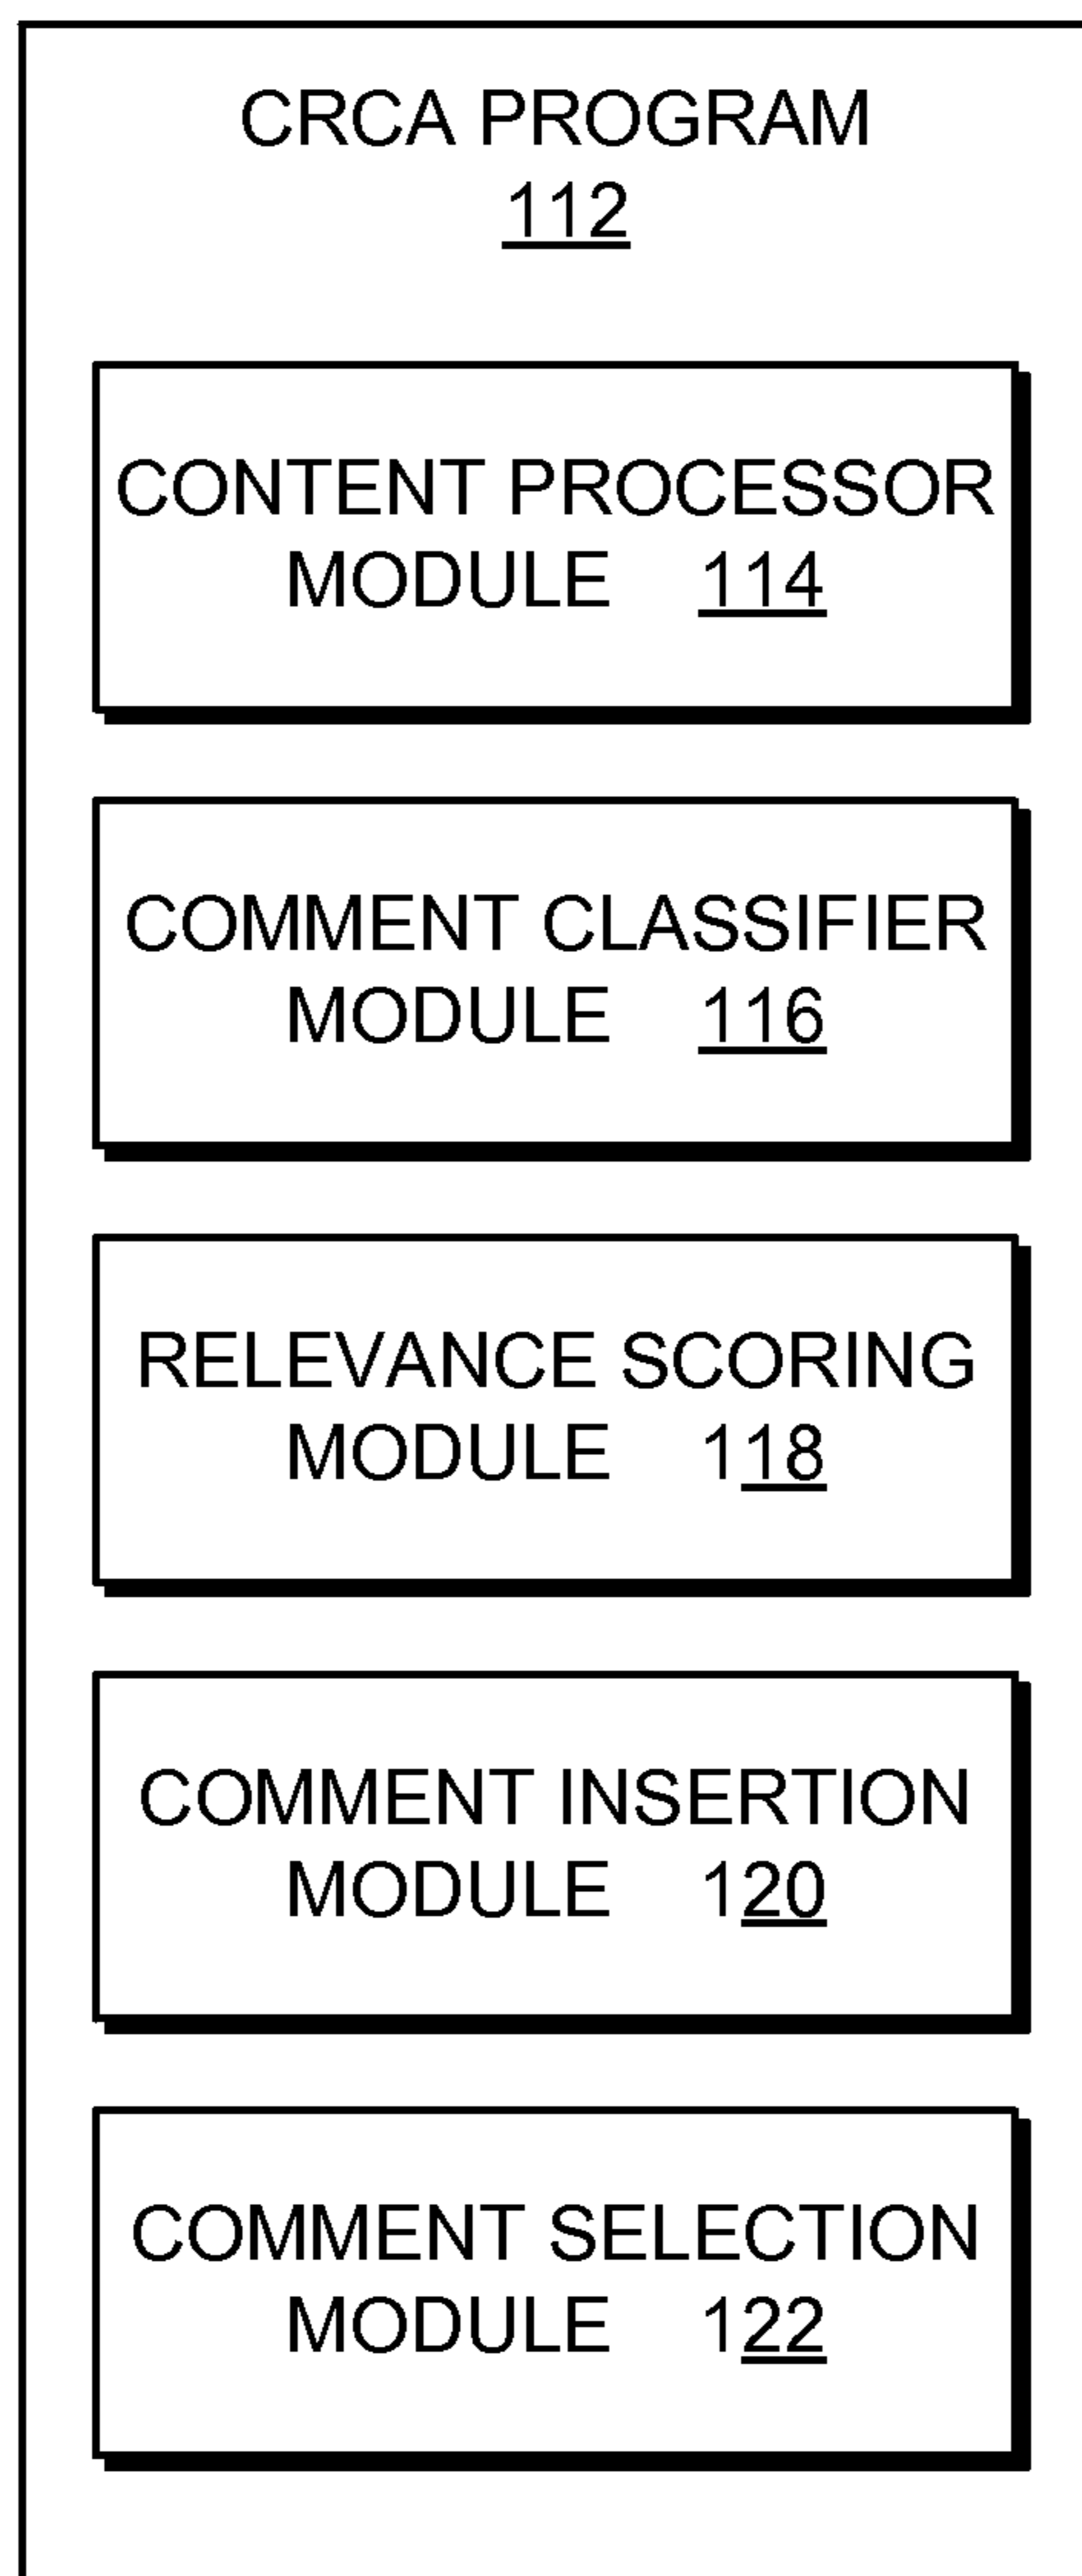 CRCA PROGRAM
112
CONTENT PROCESSOR
MODULE 114
COMMENT CLASSIFIER
MODULE 116
RELEVANCE SCORING
MODULE 118
COMMENT INSERTION
MODULE 120
COMMENT SELECTION
MODULE 122